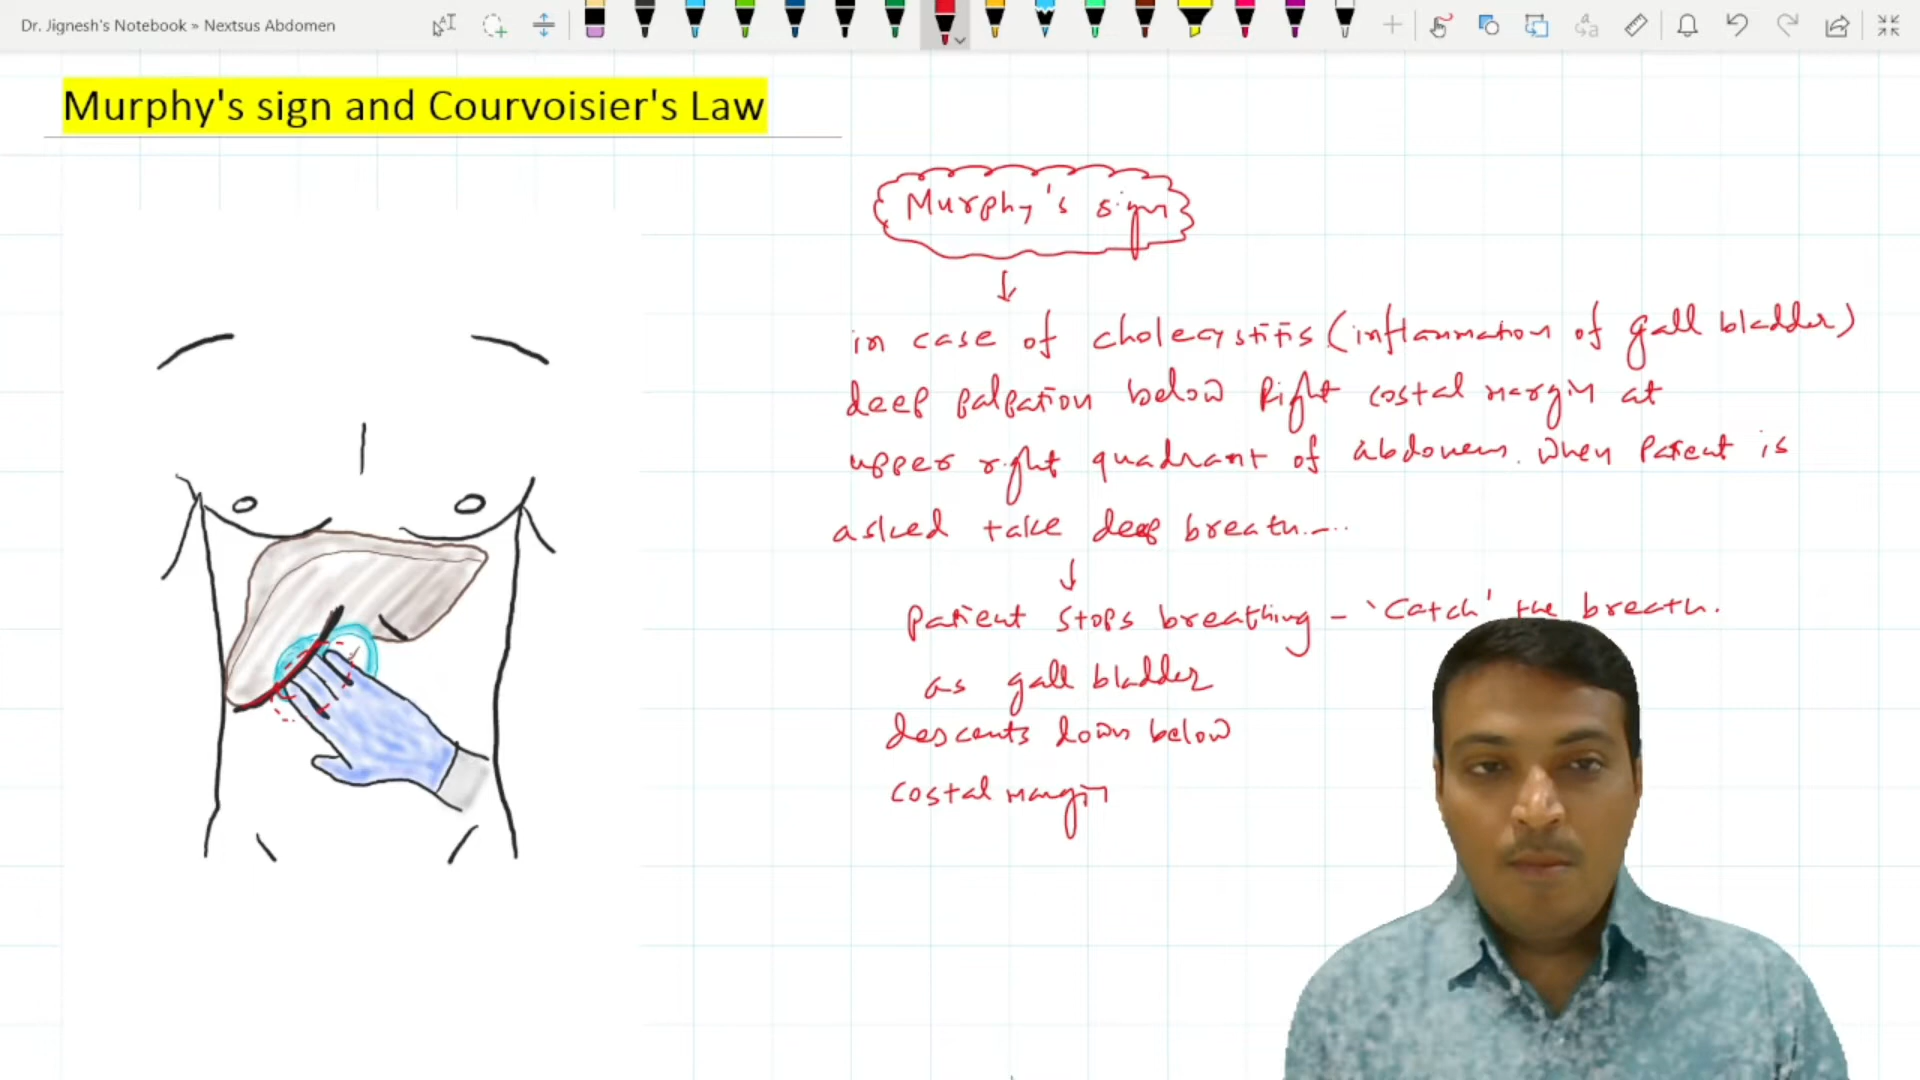 Dr. Jignesh's Notebook » Nextsus Abdomen
Murphy's sign and Courvoisier's Law
Murphy's sign
in case of cholecystitis (inflammation of gall bladder)
deep palpation below Right costal margin at
upper right quadrant of abdomen. When Patient is
asked take deep breath....
Patient stops breathing - 'Catch' the breath.
as gall bladder
descents down below
costal margin